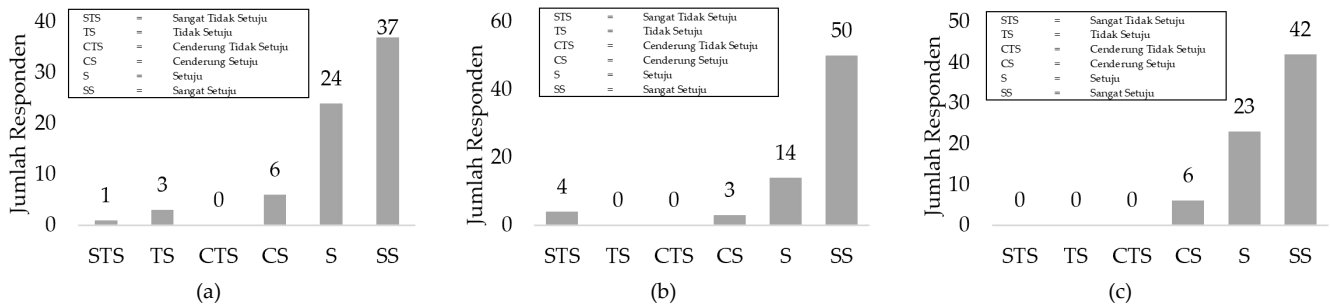 Jumlah Responden
40
30
20
10
0
STS = Sangat Tidak Setuju
TS = Tidak Setuju
CTS = Cenderung Tidak Setuju
CS = Cenderung Setuju
S = Setuju
SS = Sangat Setuju
1 3 0 6 24 37
STS TS CTS CS S SS
(a)
Jumlah Responden
60
40
20
0
STS = Sangat Tidak Setuju
TS = Tidak Setuju
CTS = Cenderung Tidak Setuju
CS = Cenderung Setuju
S = Setuju
SS = Sangat Setuju
4 0 0 3 14 50
STS TS CTS CS S SS
(b)
Jumlah Responden
50
40
30
20
10
0
STS = Sangat Tidak Setuju
TS = Tidak Setuju
CTS = Cenderung Tidak Setuju
CS = Cenderung Setuju
S = Setuju
SS = Sangat Setuju
0 0 0 6 23 42
STS TS CTS CS S SS
(c)